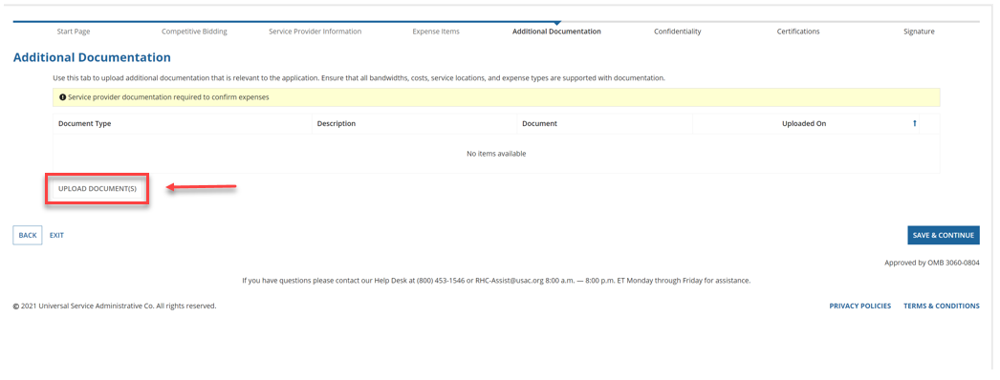 Start Page Competitive Bidding Service Provider Information Expense Items Additional Documentation Confidentiality Certifications Signature
Additional Documentation
Use this tab to upload additional documentation that is relevant to the application. Ensure that all bandwidths, costs, service locations, and expense types are supported with documentation.
Service provider documentation required to confirm expenses
Document Type Description Document Uploaded On
No items available
UPLOAD DOCUMENT(S)
BACK EXIT SAVE & CONTINUE
Approved by OMB 3060-0804
If you have questions please contact our Help Desk at (800) 453-1546 or RHC-Assist@usac.org 8:00 a.m. — 8:00 p.m. ET Monday through Friday for assistance.
© 2021 Universal Service Administrative Co. All rights reserved. PRIVACY POLICIES TERMS & CONDITIONS